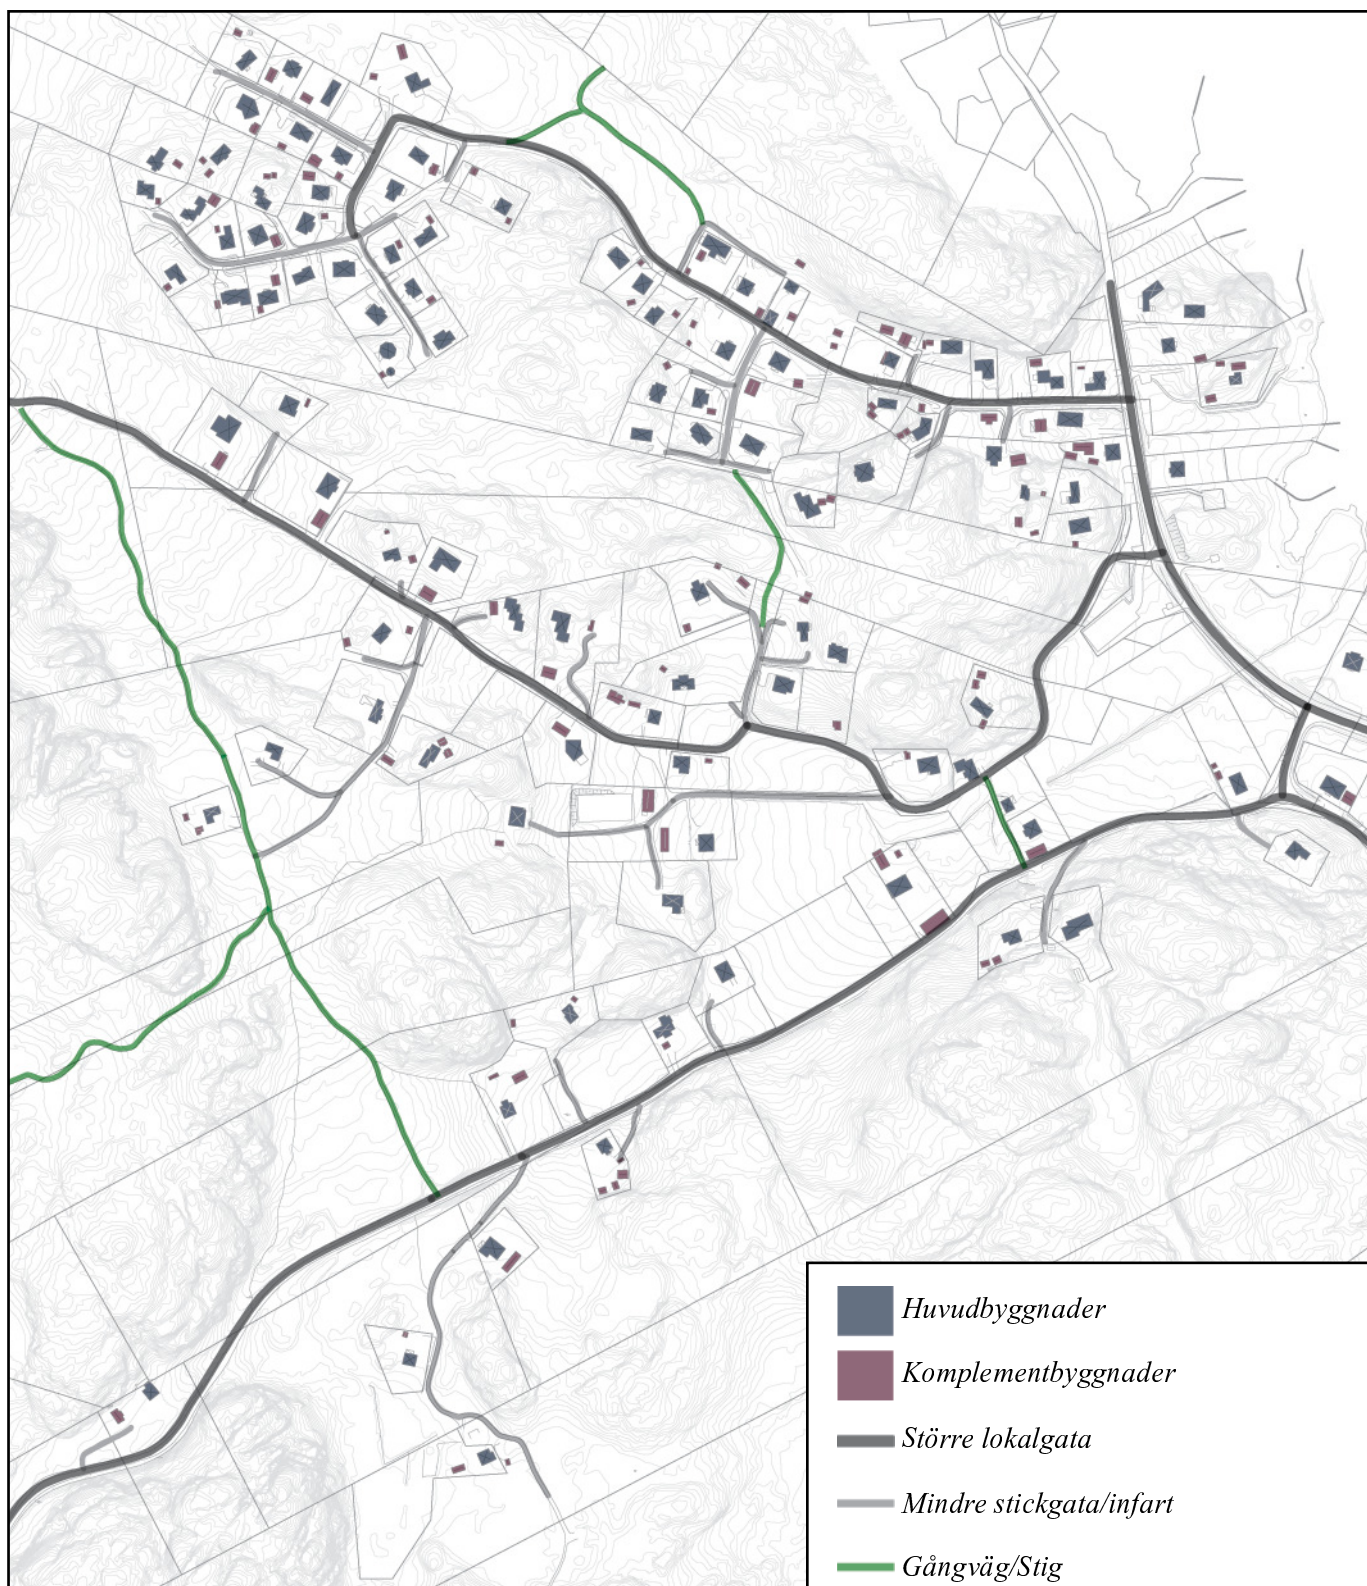 Huvudbyggnader
Komplementbyggnader
Större lokalgata
Mindre stickgata/infart
Gångväg/Stig